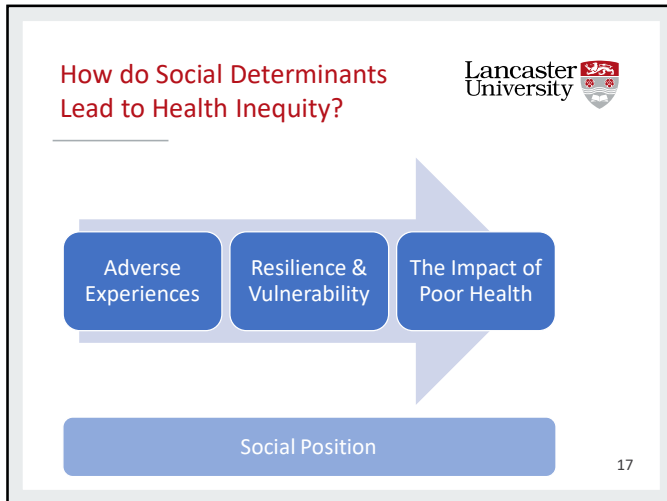 How do Social Determinants
Lead to Health Inequity?
Lancaster
University
Adverse
Experiences
Resilience &
Vulnerability
The Impact of
Poor Health
Social Position
17